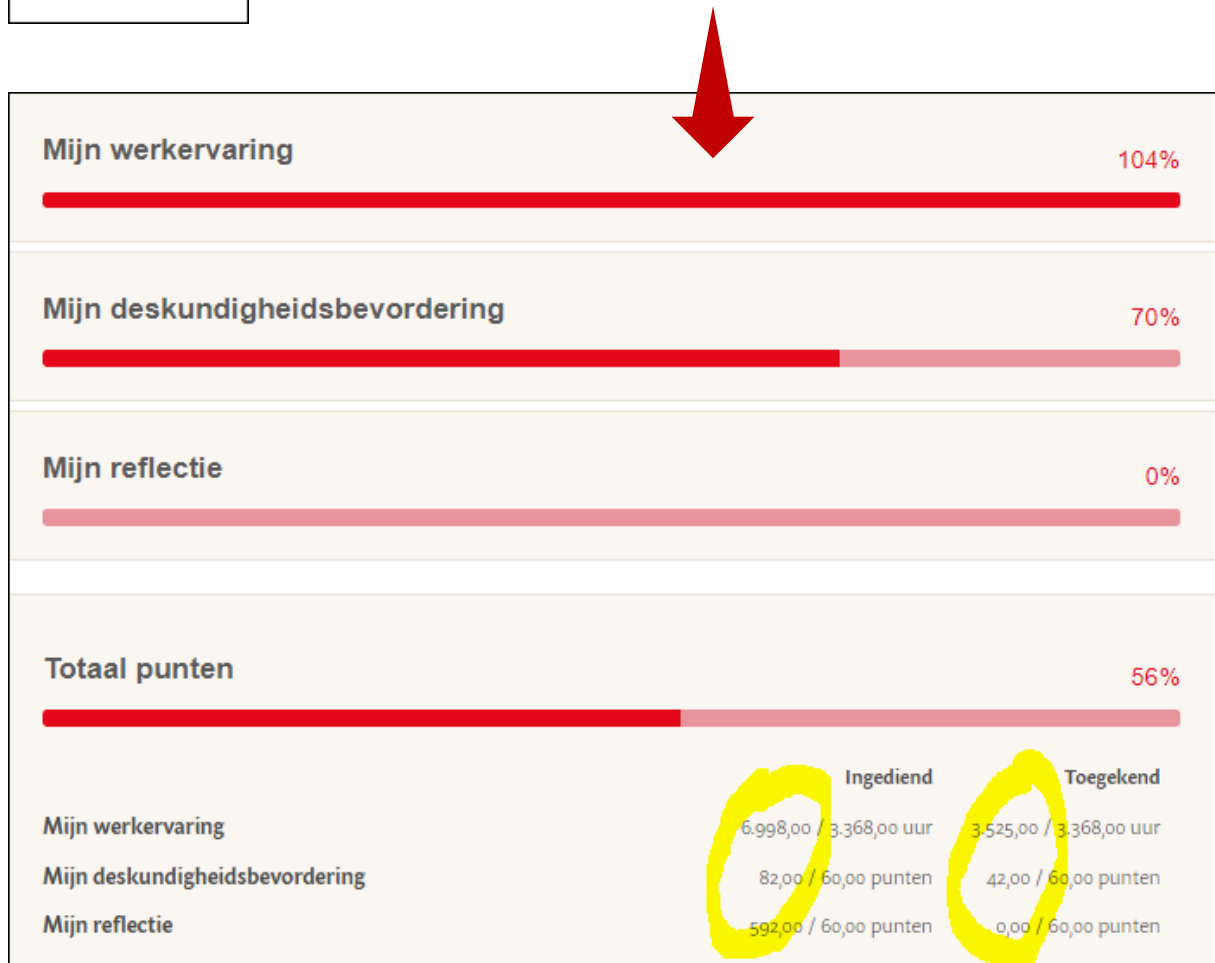 Mijn werkervaring 104%
Mijn deskundigheidsbevordering 70%
Mijn reflectie 0%
Totaal punten 56%
Ingediend Toegekend
Mijn werkervaring 6.998,00 / 3.368,00 uur 3.525,00 / 3.368,00 uur
Mijn deskundigheidsbevordering 82,00 / 60,00 punten 42,00 / 60,00 punten
Mijn reflectie 592,00 / 60,00 punten 0,00 / 60,00 punten